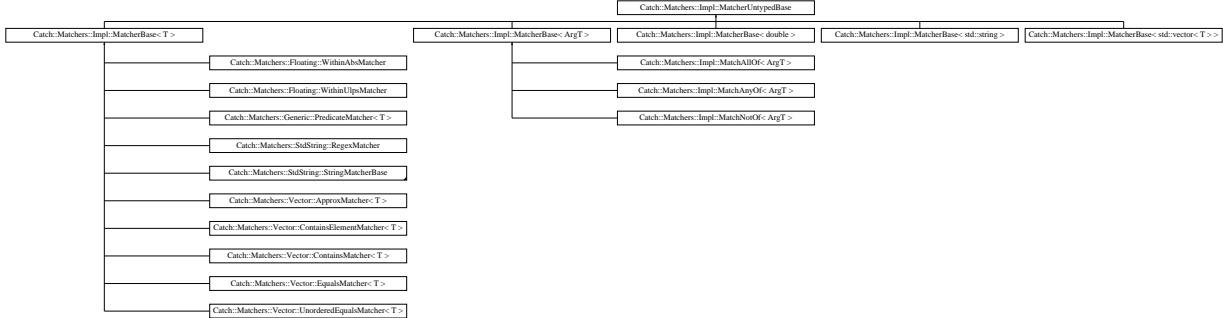 Catch::Matchers::Impl::MatcherUntypedBase
Catch::Matchers::Impl::MatcherBase< T >
Catch::Matchers::Impl::MatcherBase< ArgT >
Catch::Matchers::Impl::MatcherBase< double >
Catch::Matchers::Impl::MatcherBase< std::string >
Catch::Matchers::Impl::MatcherBase< std::vector< T > >
Catch::Matchers::Floating::WithinAbsMatcher
Catch::Matchers::Impl::MatchAllOf< ArgT >
Catch::Matchers::Floating::WithinUlpsMatcher
Catch::Matchers::Impl::MatchAnyOf< ArgT >
Catch::Matchers::Generic::PredicateMatcher< T >
Catch::Matchers::Impl::MatchNotOf< ArgT >
Catch::Matchers::StdString::RegexMatcher
Catch::Matchers::StdString::StringMatcherBase
Catch::Matchers::Vector::ApproxMatcher< T >
Catch::Matchers::Vector::ContainsElementMatcher< T >
Catch::Matchers::Vector::ContainsMatcher< T >
Catch::Matchers::Vector::EqualsMatcher< T >
Catch::Matchers::Vector::UnorderedEqualsMatcher< T >